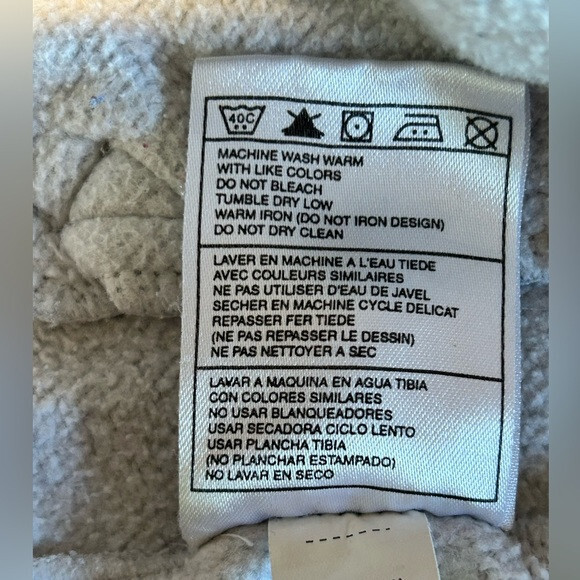 40C
MACHINE WASH WARM
WITH LIKE COLORS
DO NOT BLEACH
TUMBLE DRY LOW
WARM IRON (DO NOT IRON DESIGN)
DO NOT DRY CLEAN
LAVER EN MACHINE A L'EAU TIEDE
AVEC COULEURS SIMILAIRES
NE PAS UTILISER D'EAU DE JAVEL
SECHER EN MACHINE CYCLE DELICAT
REPASSER FER TIEDE
(NE PAS REPASSER LE DESSIN)
NE PAS NETTOYER A SEC
LAVAR A MAQUINA EN AGUA TIBIA
CON COLORES SIMILARES
NO USAR BLANQUEADORES
USAR SECADORA CICLO LENTO
USAR PLANCHA TIBIA
(NO PLANCHAR ESTAMPADO)
NO LAVAR EN SECO